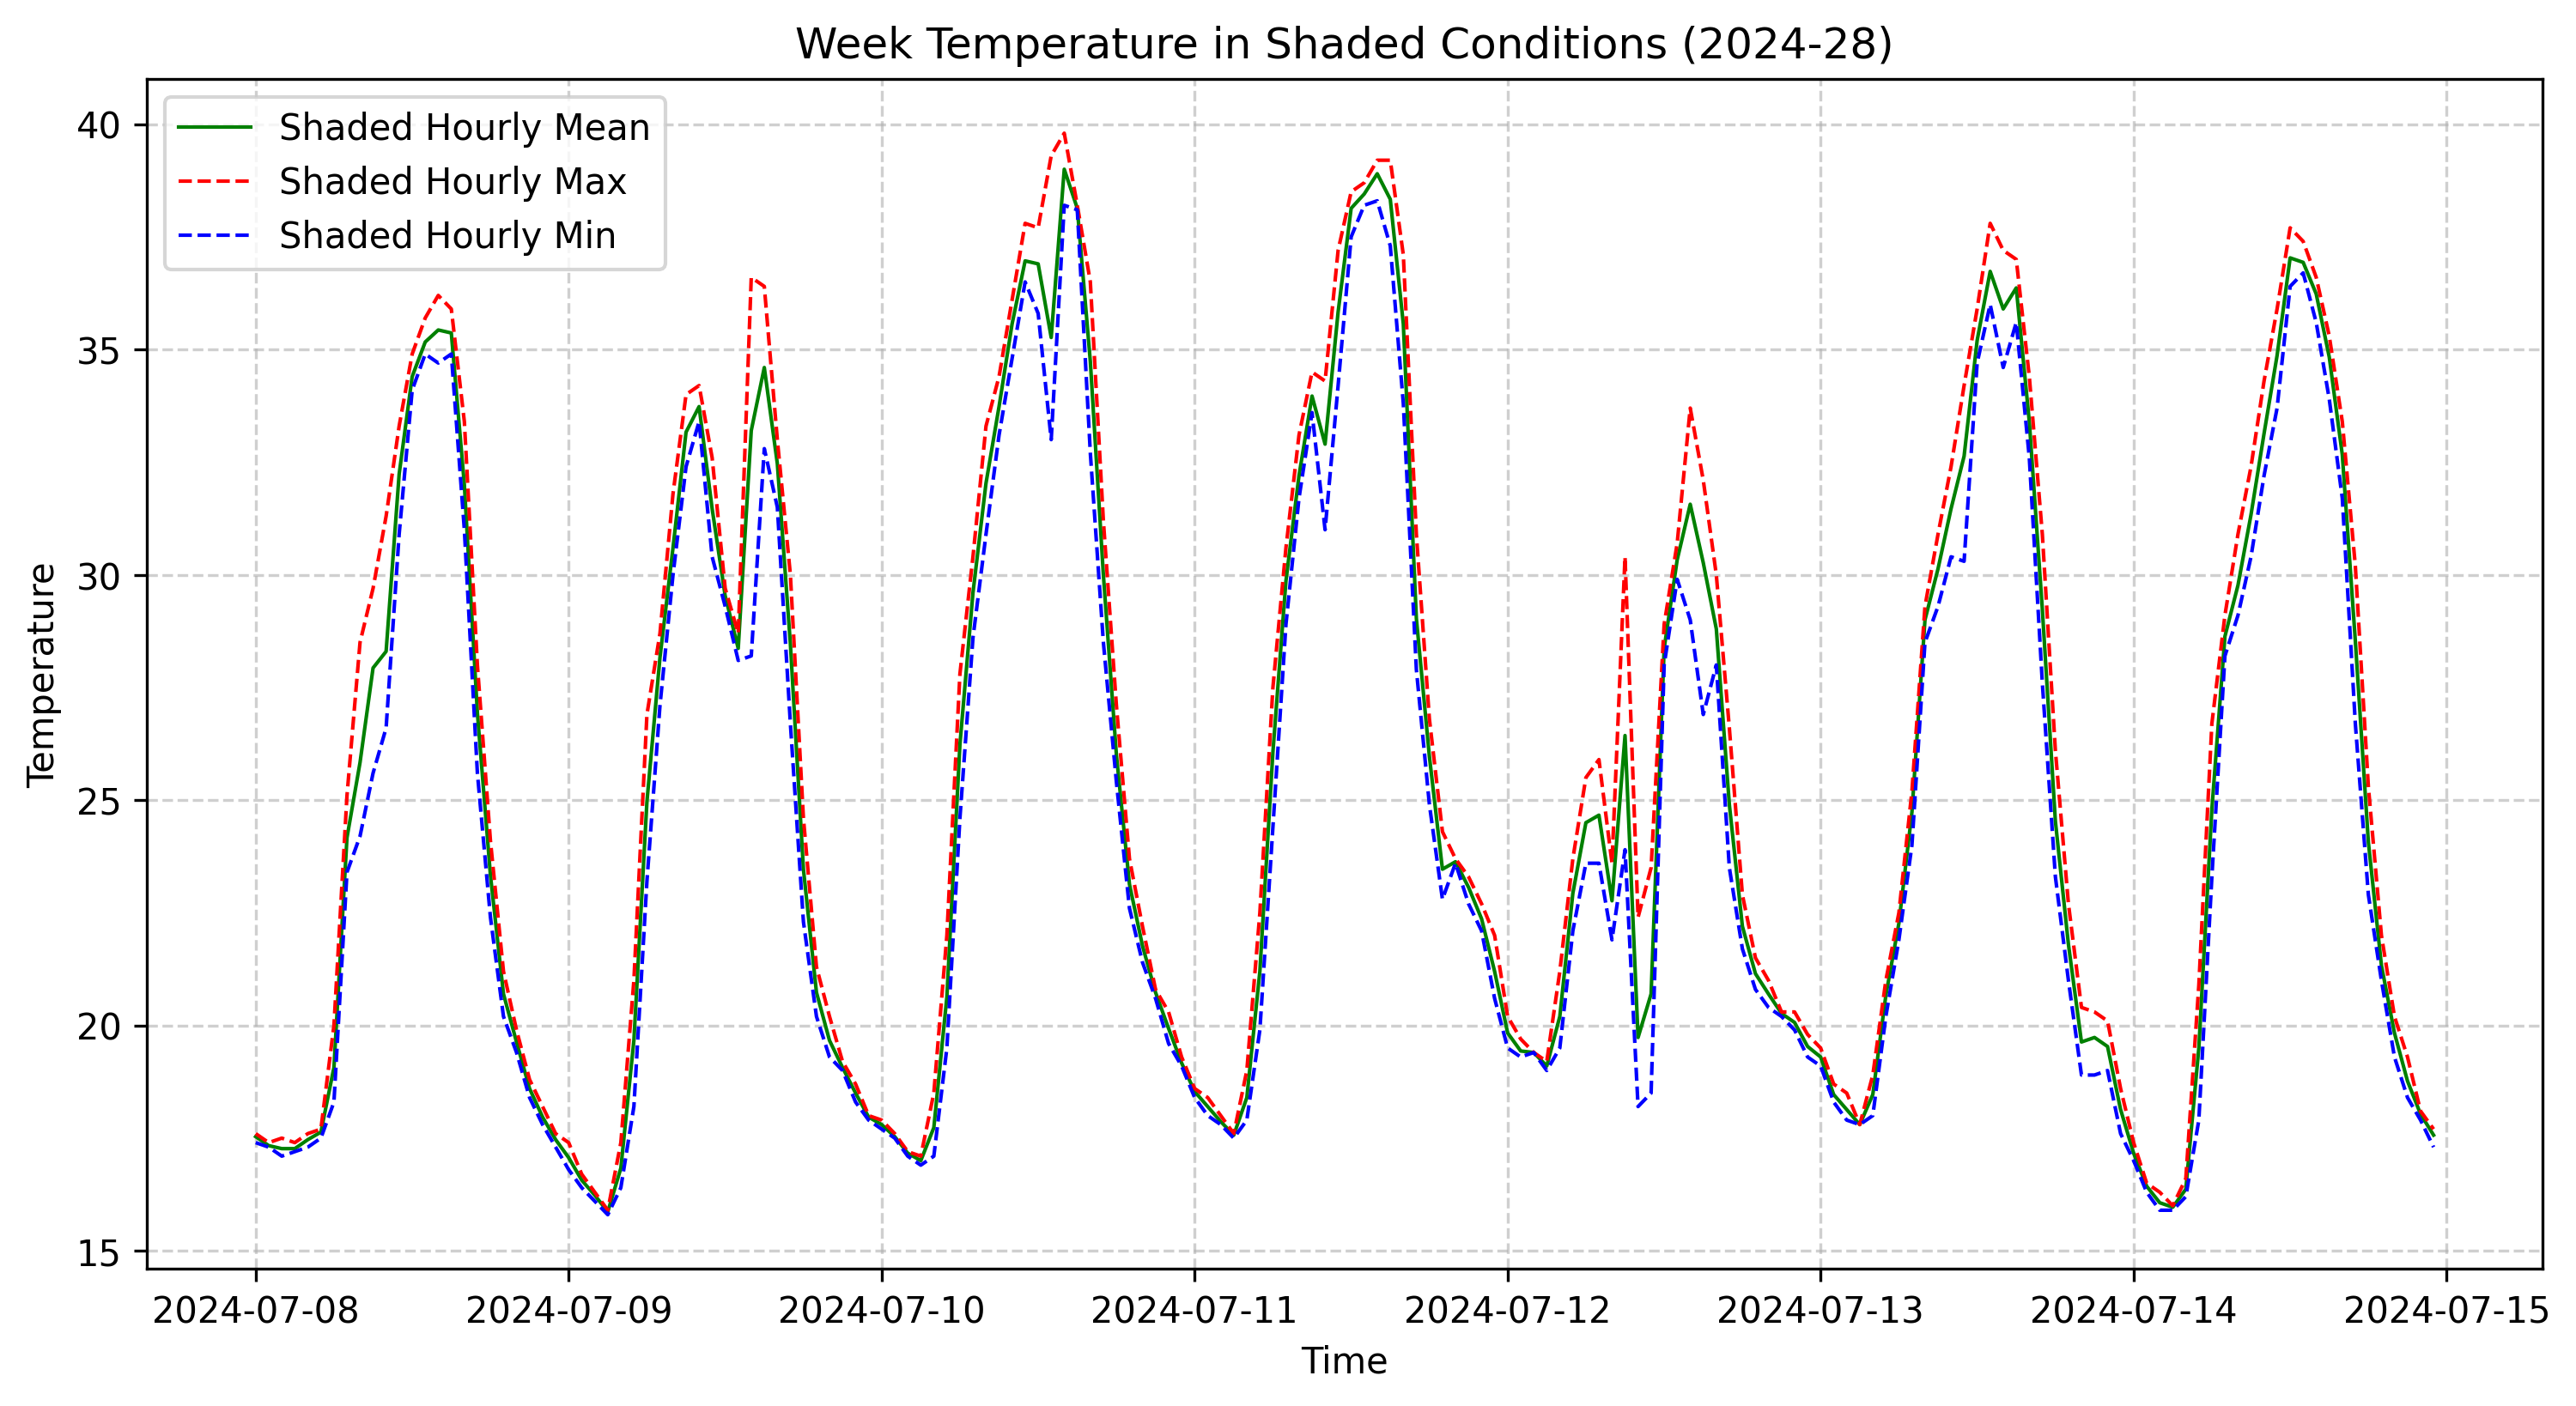 Week Temperature in Shaded Conditions (2024-28)
Shaded Hourly Mean
Shaded Hourly Max
Shaded Hourly Min
Temperature
40
35
30
25
20
15
2024-07-08 2024-07-09 2024-07-10 2024-07-11 2024-07-12 2024-07-13 2024-07-14 2024-07-15
Time